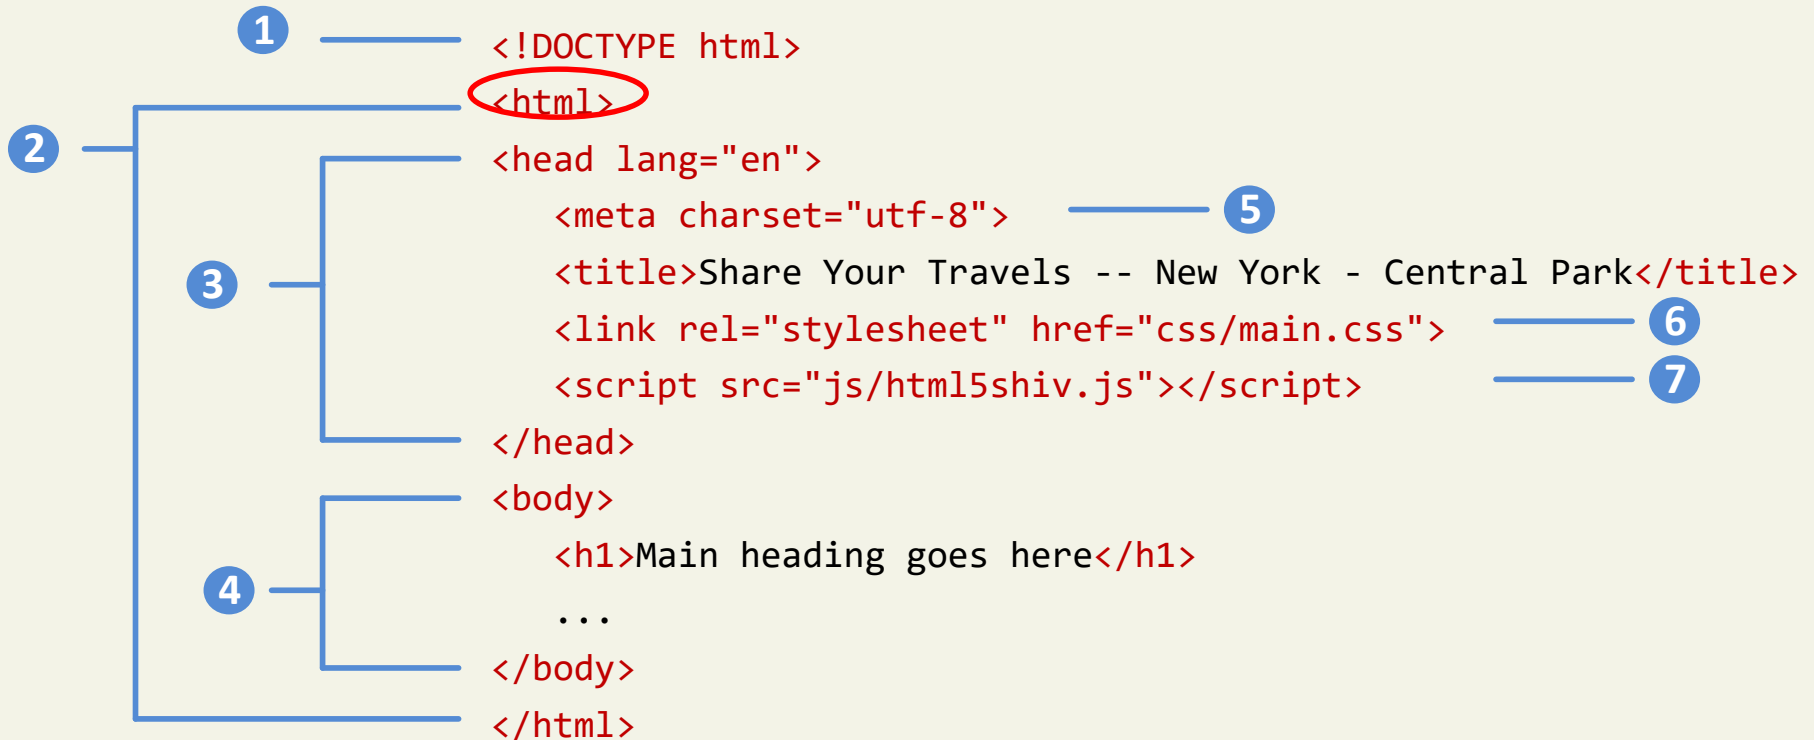 1 <!DOCTYPE html>
<html>
2
<head lang="en">
<meta charset="utf-8"> 5
3 <title>Share Your Travels -- New York - Central Park</title>
<link rel="stylesheet" href="css/main.css"> 6
<script src="js/html5shiv.js"></script> 7
</head>
<body>
<h1>Main heading goes here</h1>
4
...
</body>
</html>